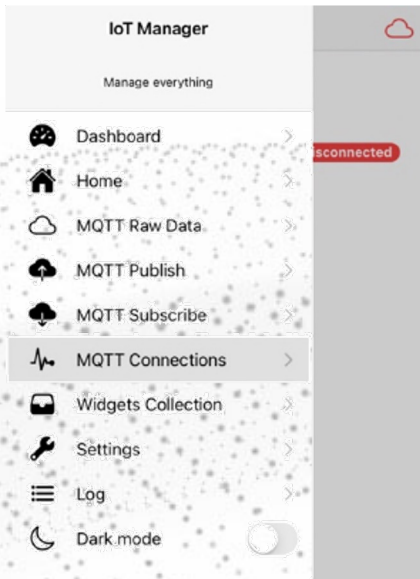 IoT Manager
Manage everything
Dashboard
isconnected
Home
MQTT Raw Data
MQTT Publish
MQTT Subscribe
MQTT Connections
Widgets Collection
Settings
Log
Dark mode